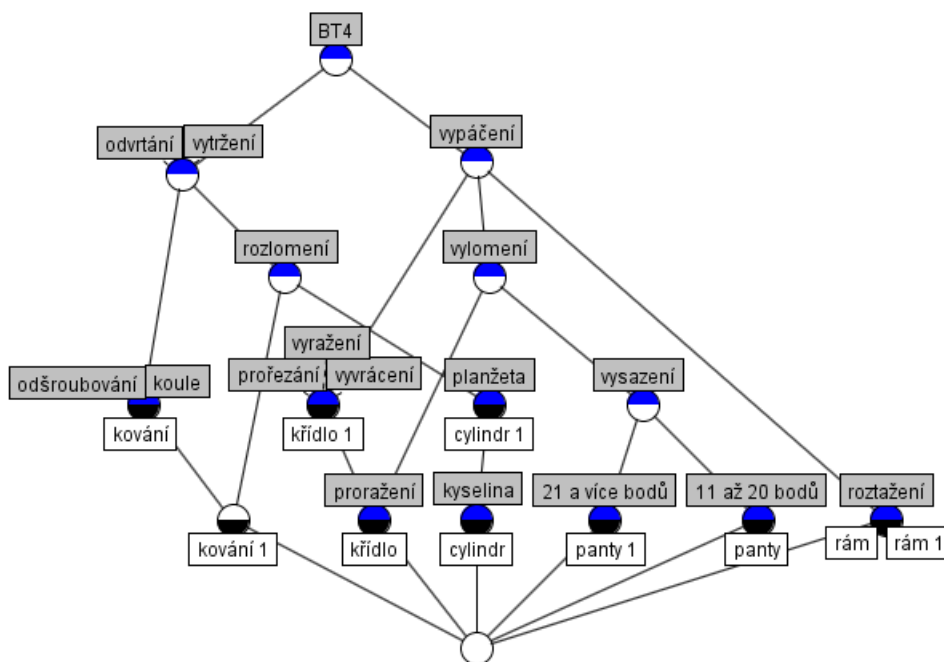 BT4
odvrtání
vytržení
vypáčení
rozlomení
vylomení
vyražení
odšroubování
koule
prořezání
vyvrácení
planžeta
vysazení
kování
křídlo 1
cylindr 1
proražení
kyselina
21 a více bodů
11 až 20 bodů
roztažení
kování 1
křídlo
cylindr
panty 1
panty
rám
rám 1